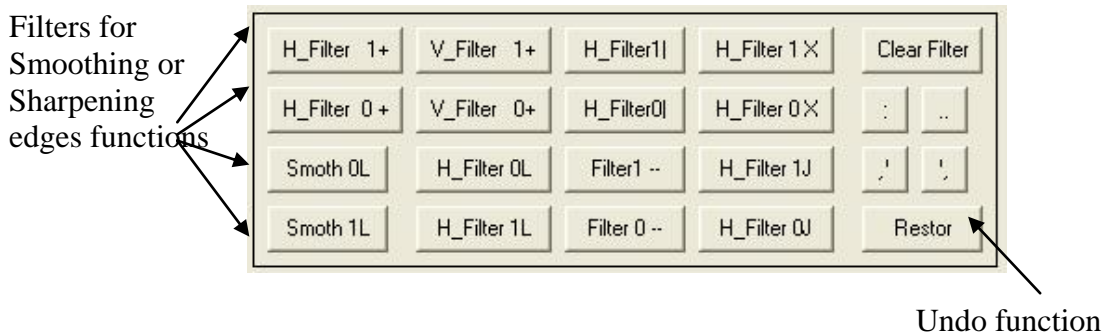 Filters for
Smoothing or
Sharpening
edges functions
H_Filter 1+ V_Filter 1+ H_Filter1| H_Filter 1 X Clear Filter
H_Filter 0 + V_Filter 0+ H_Filter0| H_Filter 0 X : ..
Smoth 0L H_Filter 0L Filter1 -- H_Filter 1J ,' ',
Smoth 1L H_Filter 1L Filter 0 -- H_Filter 0J Restor
Undo function